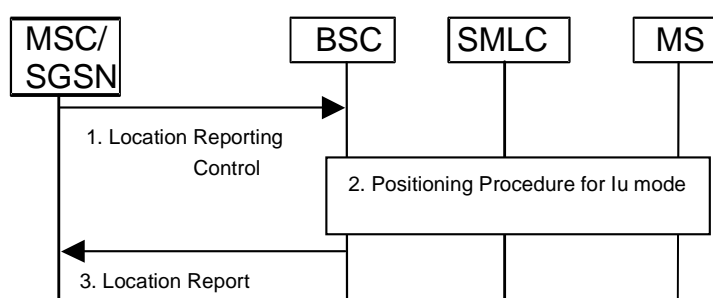 MSC/
SGSN
BSC
SMLC
MS
1. Location Reporting
Control
2. Positioning Procedure for Iu mode
3. Location Report